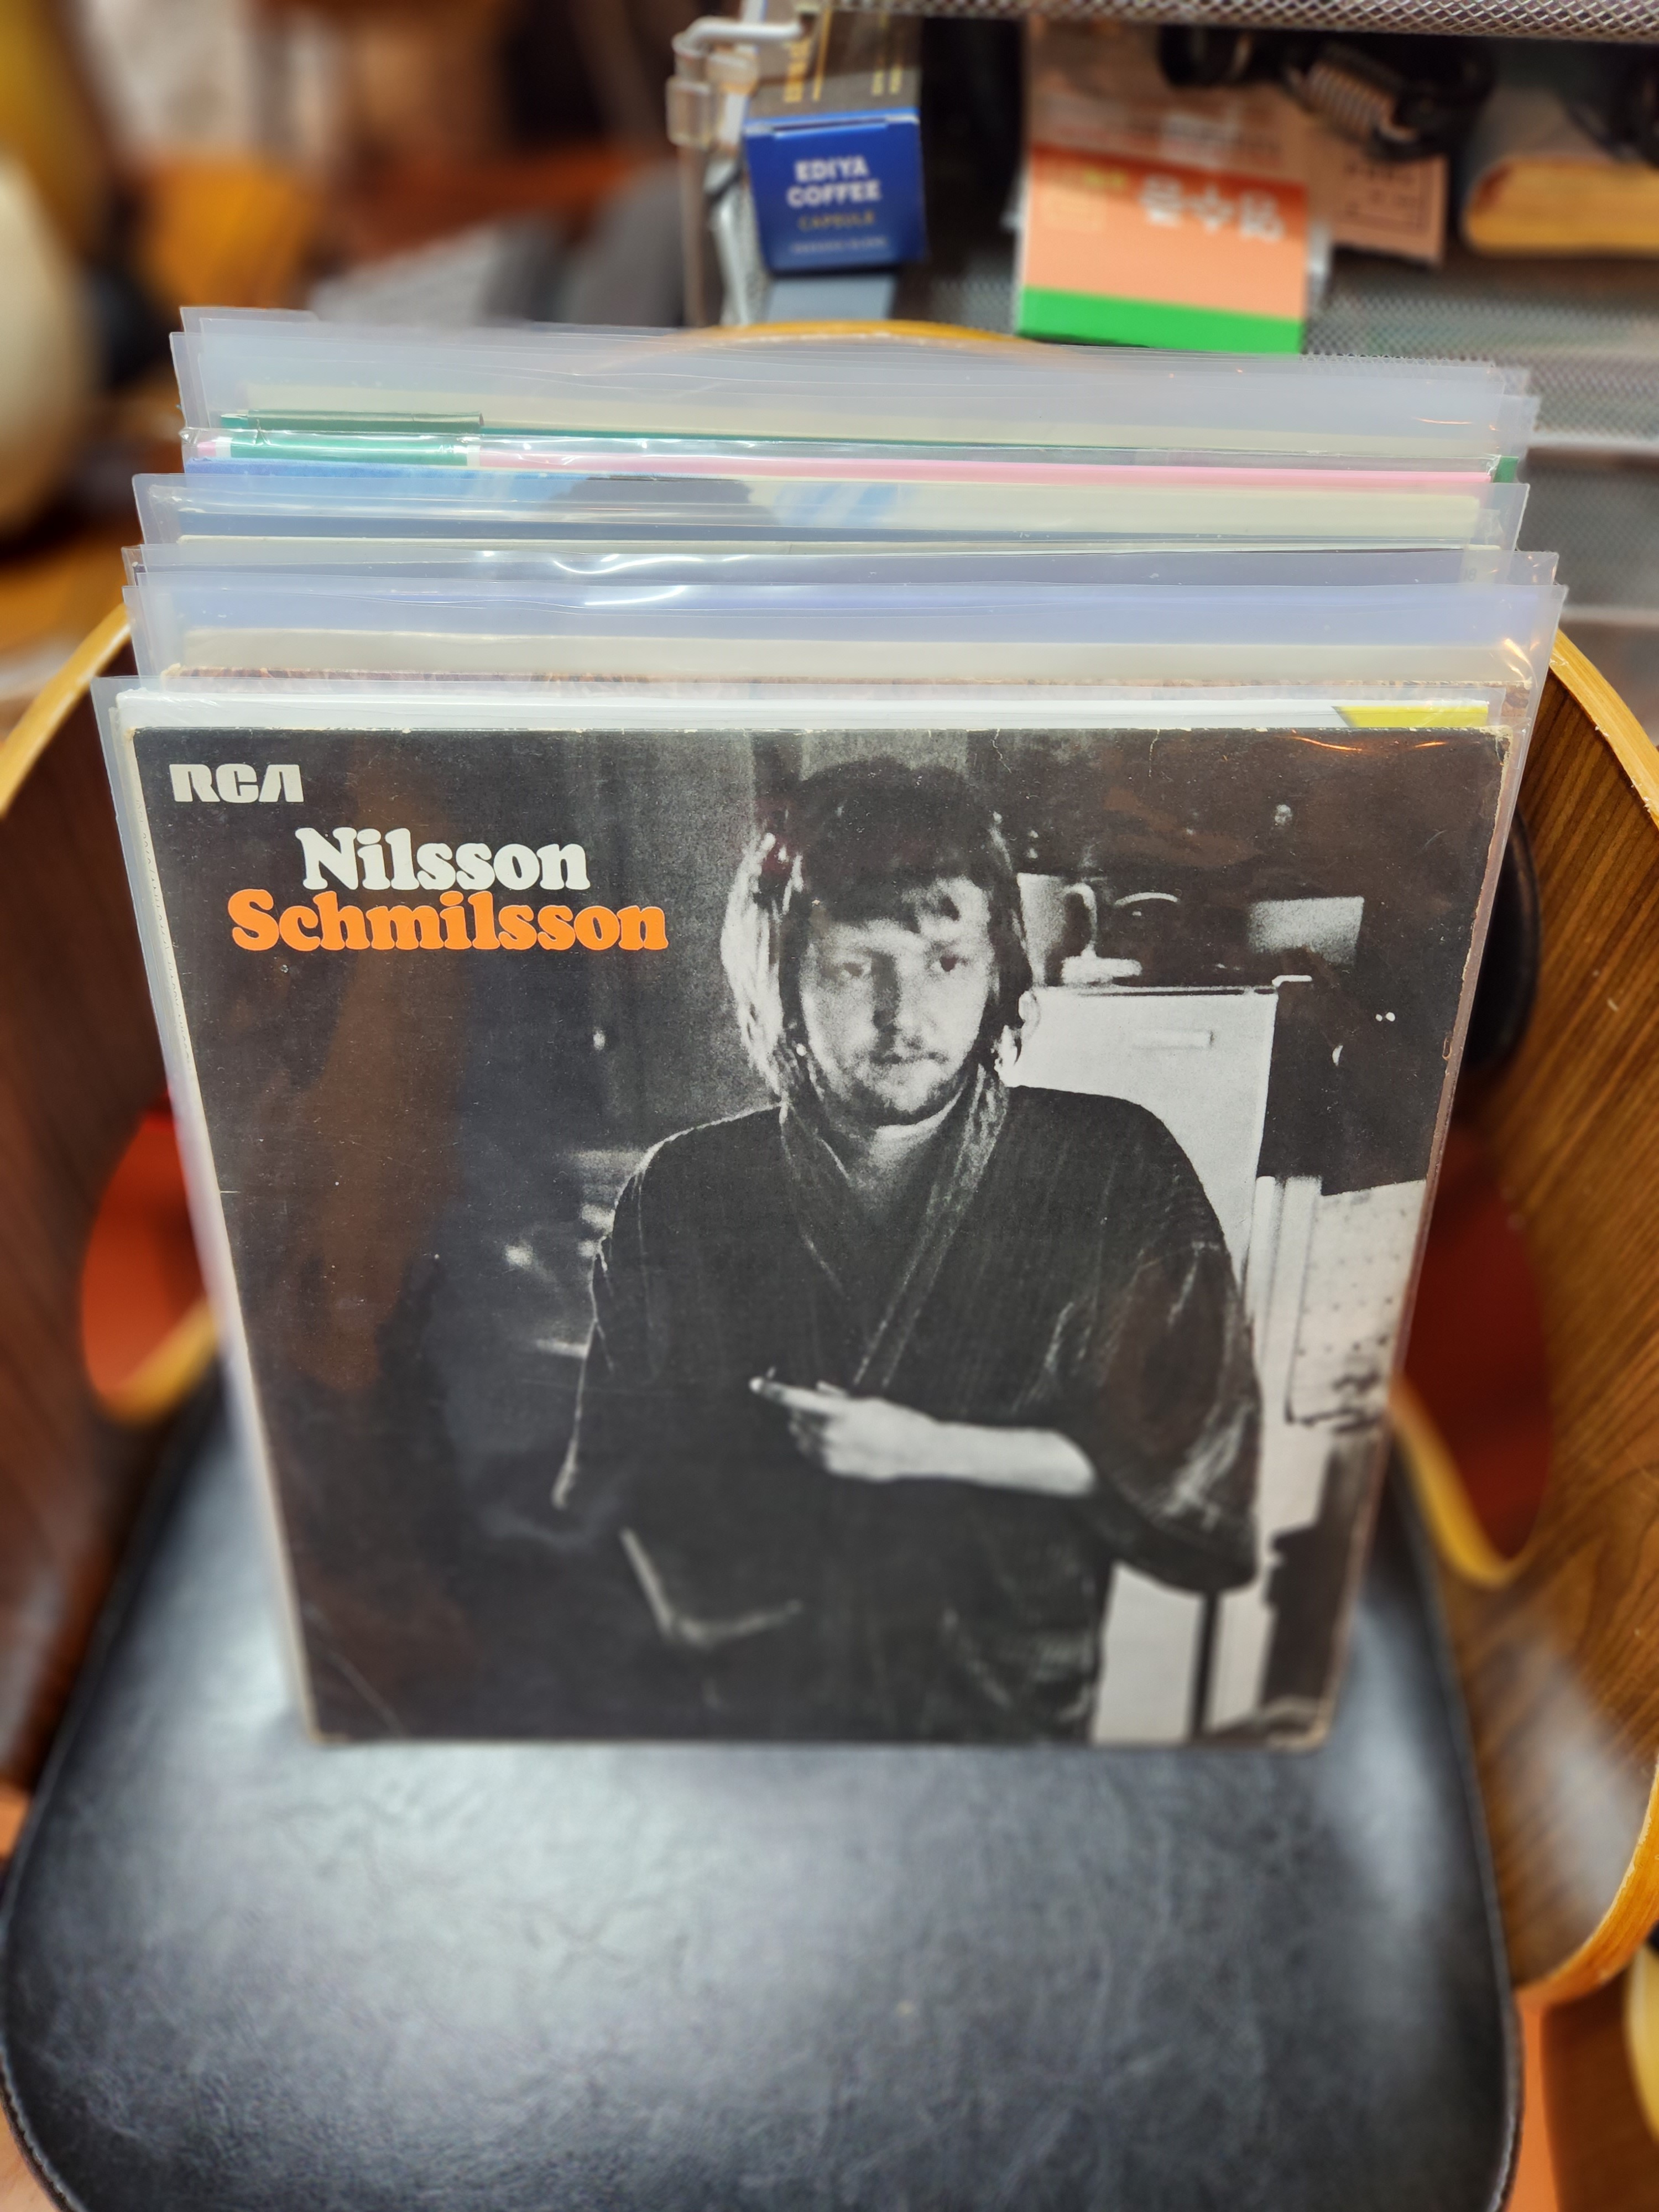 EDIYA
COFFEE
CAPSULE
RCA
Nilsson
Schmilsson